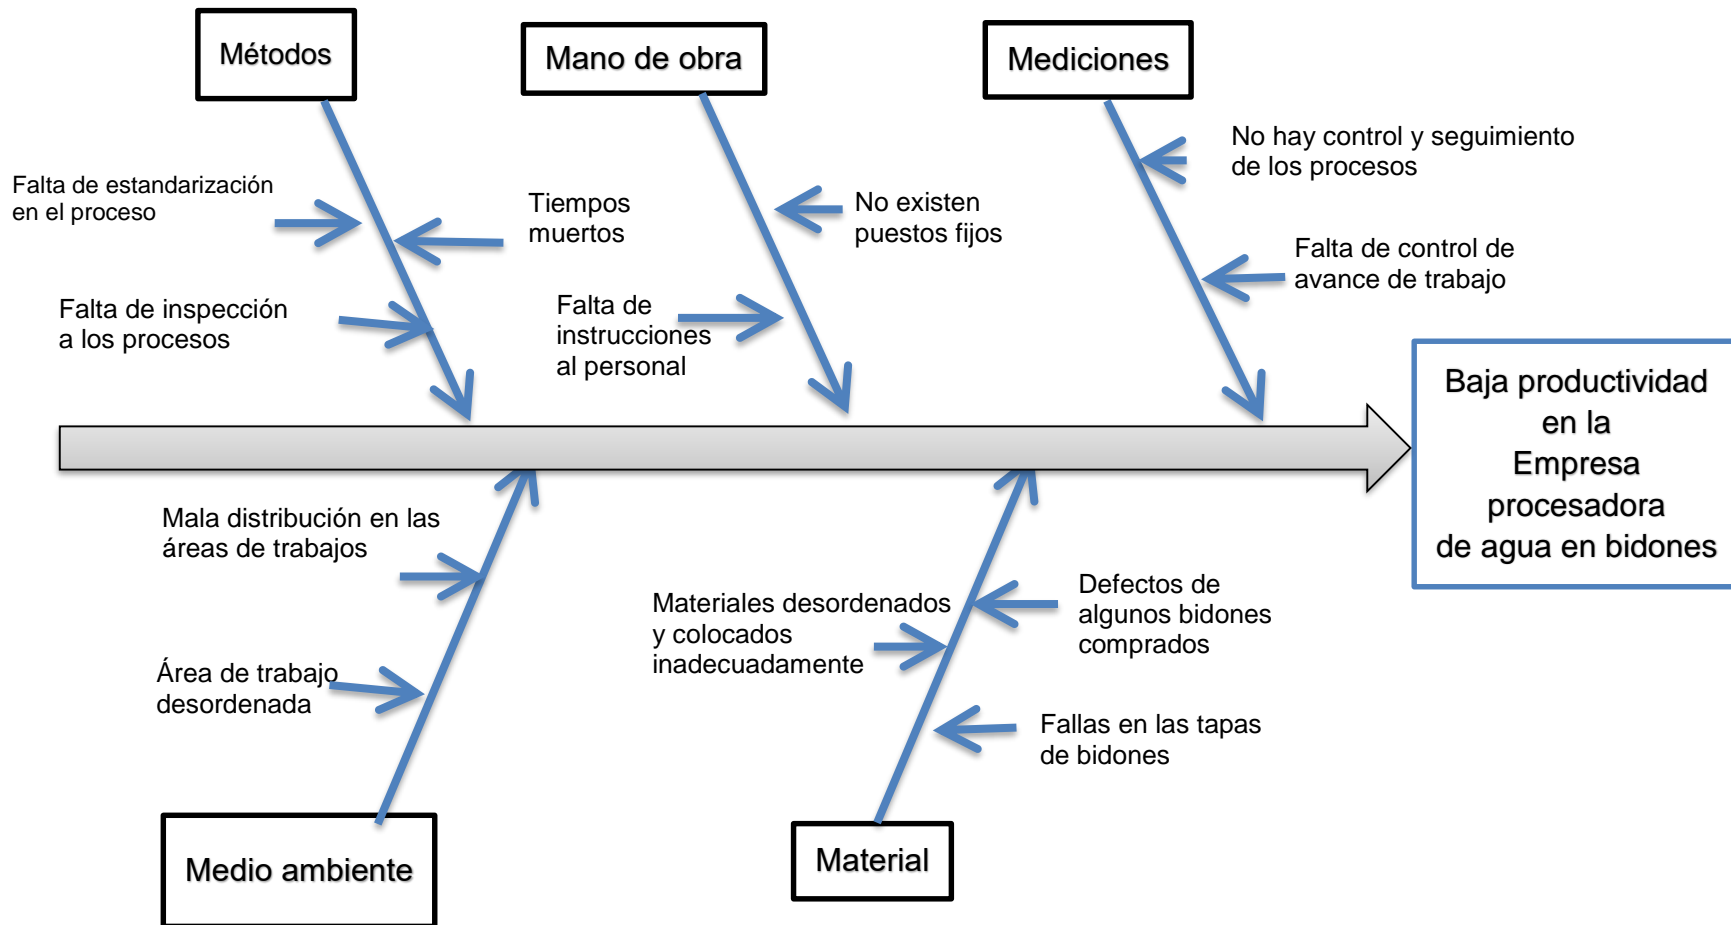 Métodos
Mano de obra
Mediciones
No hay control y seguimiento
de los procesos
Falta de estandarización
en el proceso
Tiempos
muertos
No existen
puestos fijos
Falta de control de
avance de trabajo
Falta de inspección
a los procesos
Falta de
instrucciones
al personal
Baja productividad
en la
Empresa
procesadora
de agua en bidones
Mala distribución en las
áreas de trabajos
Materiales desordenados
y colocados
inadecuadamente
Defectos de
algunos bidones
comprados
Área de trabajo
desordenada
Fallas en las tapas
de bidones
Medio ambiente
Material